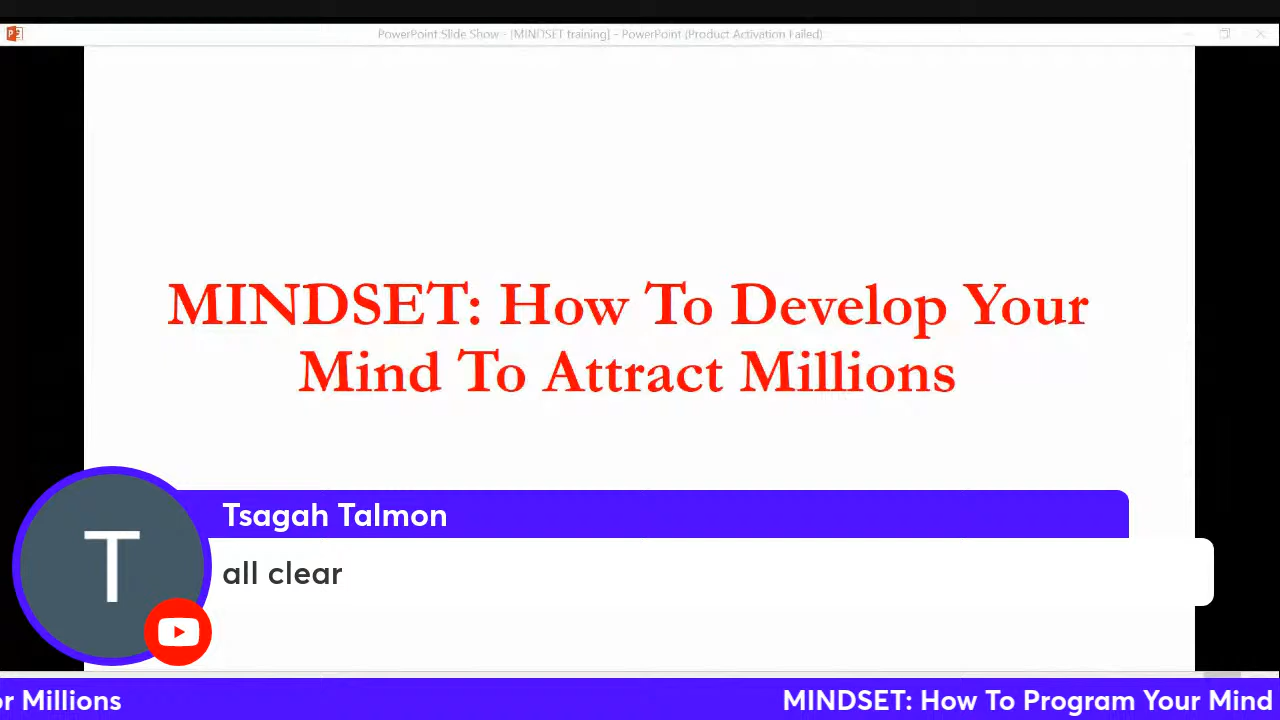 PowerPoint Slide Show - [MINDSET training] - PowerPoint (Product Activation Failed)
MINDSET: How To Develop Your
Mind To Attract Millions
T
Tsagah Talmon
all clear
or Millions
MINDSET: How To Program Your Mind